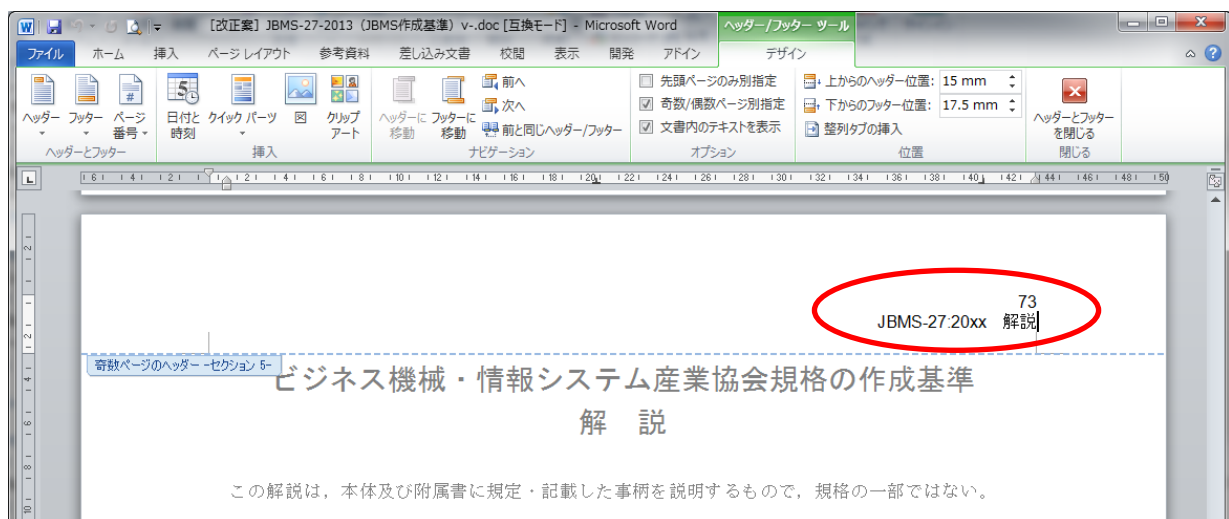 [改正案] JBMS-27-2013（JBMS作成基準）v-.doc [互換モード] - Microsoft Word
ヘッダー/フッター ツール
ファイル ホーム 挿入 ページ レイアウト 参考資料 差し込み文書 校閲 表示 開発 アドイン デザイン
ヘッダー フッター ページ番号
ヘッダーとフッター
日付と時刻 クイック パーツ 図 クリップアート
挿入
ヘッダーに移動 フッターに移動
前へ
次へ
前と同じヘッダー/フッター
ナビゲーション
先頭ページのみ別指定
奇数/偶数ページ別指定
文書内のテキストを表示
オプション
上からのヘッダー位置: 15 mm
下からのフッター位置: 17.5 mm
整列タブの挿入
位置
ヘッダーとフッターを閉じる
閉じる
73
JBMS-27:20xx 解説
奇数ページのヘッダー -セクション 5-
ビジネス機械・情報システム産業協会規格の作成基準
解 説
この解説は，本体及び附属書に規定・記載した事柄を説明するもので，規格の一部ではない。